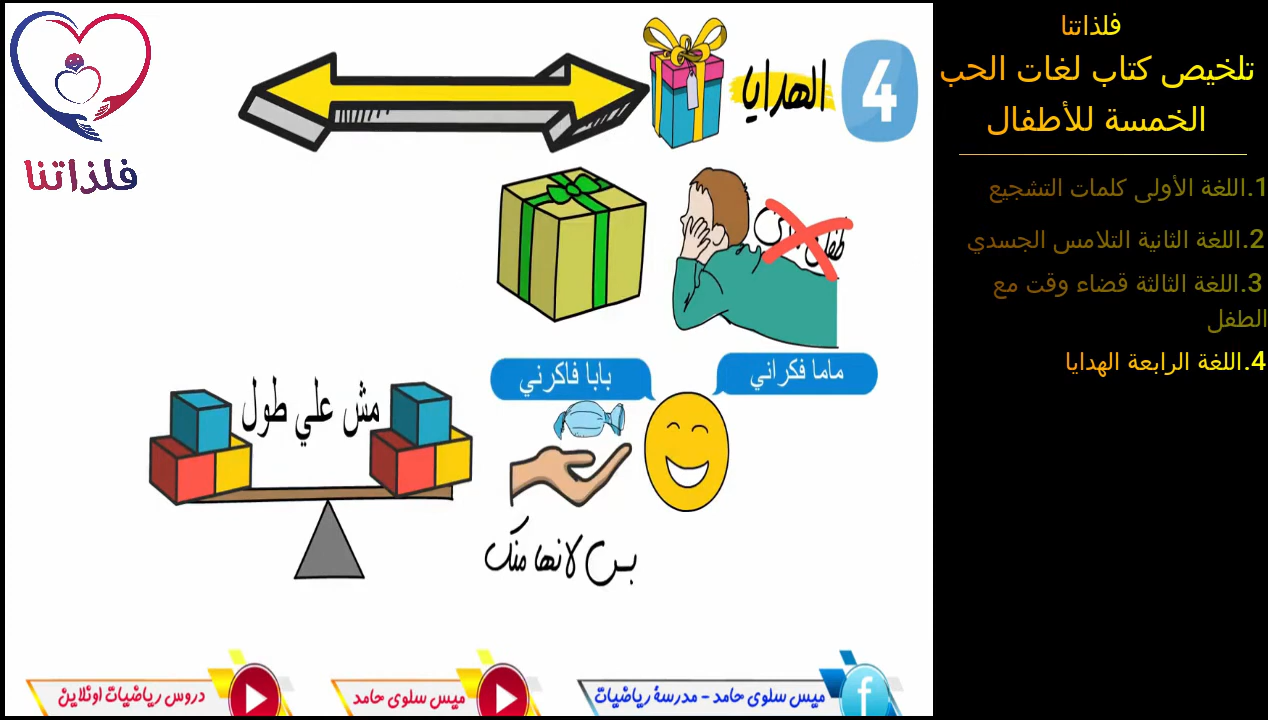 فلذاتنا
تلخيص كتاب لغات الحب
الخمسة للأطفال
1.اللغة الأولى كلمات التشجيع
2.اللغة الثانية التلامس الجسدي
3.اللغة الثالثة قضاء وقت مع
الطفل
4.اللغة الرابعة الهدايا
فلذاتنا
4
الهدايا
طفل
ماما فكراني
بابا فاكرني
مش علي طول
بس لانها منك
ميس سلوى حامد - مدرسة رياضيات
f
ميس سلوى حامد
دروس رياضيات اونلاين